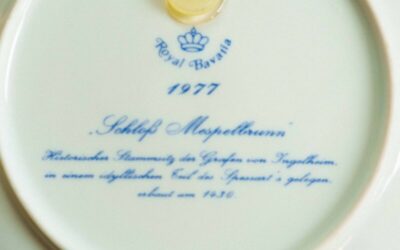 Royal Bavaria
1977
„Schloß Mespelbrunn"
Historischer Stammsitz der Grafen von Ingelheim,
in einem idyllischen Teil des Spessart's gelegen,
erbaut um 1430.